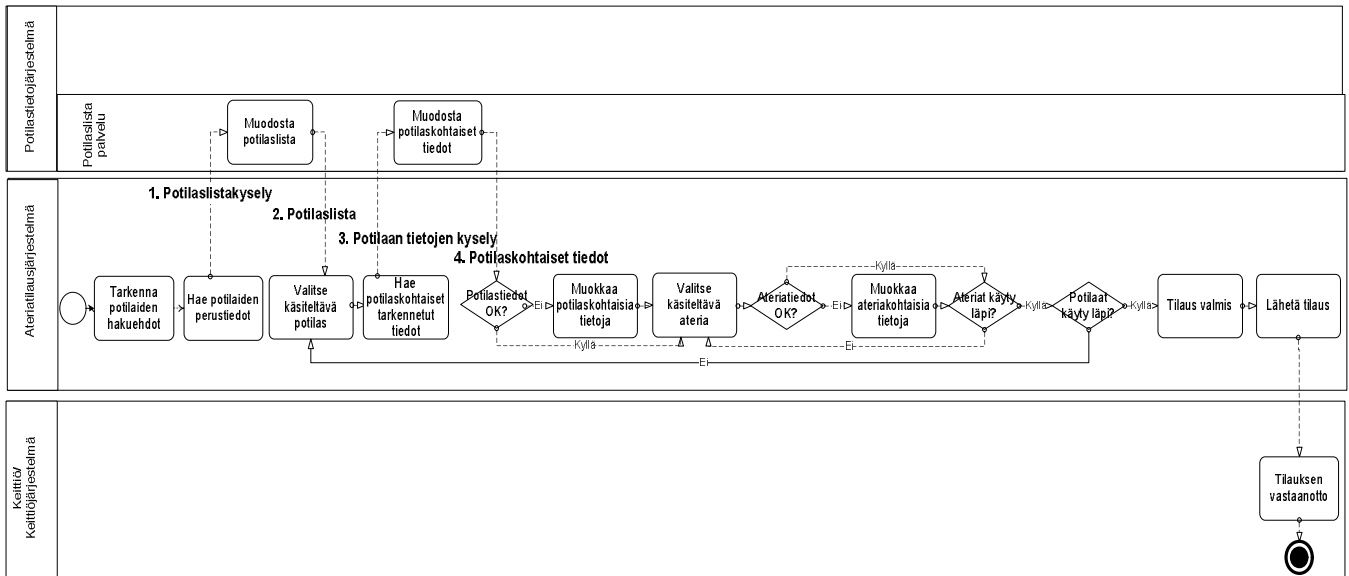 Potilastietojärjestelmä
Potilaslista
palvelu
Muodosta
potilaslista
Muodosta
potilaskohtaiset
tiedot
Ateriatilausjärjestelmä
1. Potilaslistakysely
2. Potilaslista
3. Potilaan tietojen kysely
4. Potilaskohtaiset tiedot
Tarkenna
potilaiden
hakuehdot
Hae potilaiden
perustiedot
Valitse
käsiteltävä
potilas
Hae
potilaskohtaiset
tarkennetut
tiedot
Potilastiedot
OK?
Ei
Kyllä
Muokkaa
potilaskohtaisia
tietoja
Valitse
käsiteltävä
ateria
Ateriatiedot
OK?
Ei
Kyllä
Muokkaa
ateriakohtaisia
tietoja
Ateriat käyty
läpi?
Kyllä
Ei
Potilaat
käyty läpi?
Kyllä
Ei
Tilaus valmis
Lähetä tilaus
Keittiö/
Keittiöjärjestelmä
Tilauksen
vastaanotto